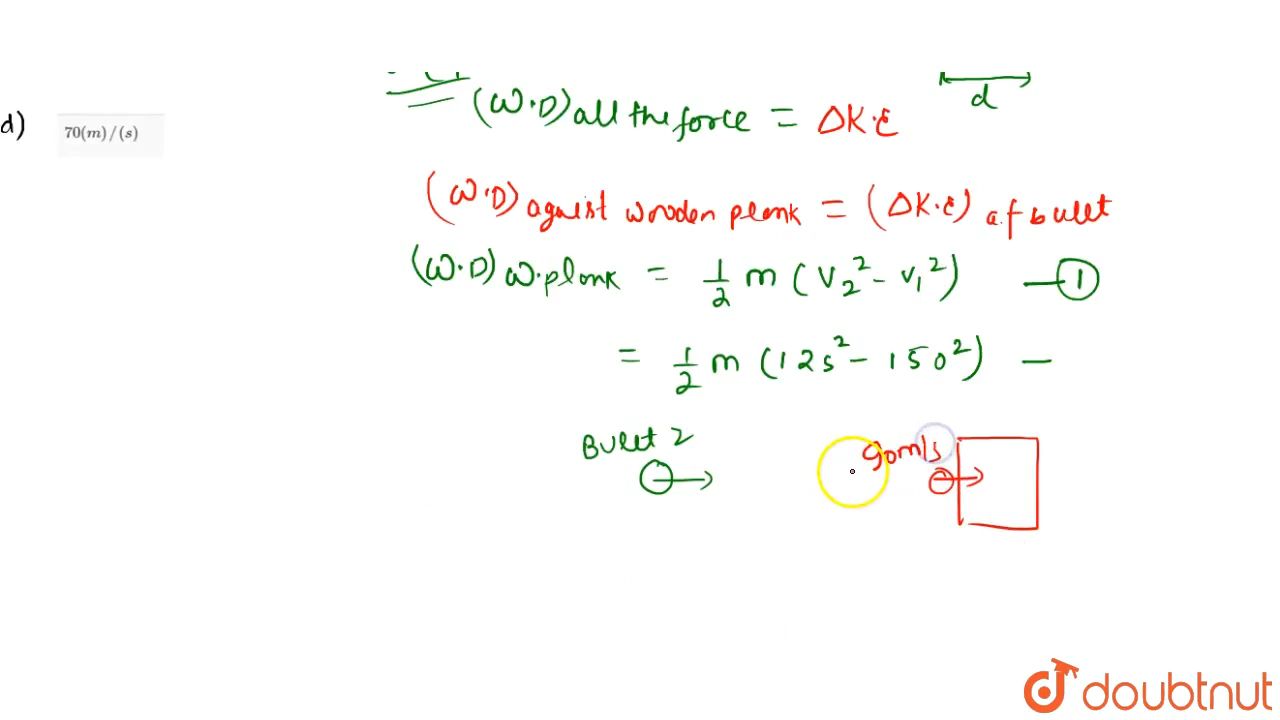 d
d) 70(m)/(s)
(W·D) all the force = ΔK·E
(W·D) aganist wooden plank = (ΔK·E) of bullet
(W·D) W·plank = 1/2 m (V₂² - V₁²) — ①
= 1/2 m (125² - 150²) —
Bullet 2
90m/s
doubtnut